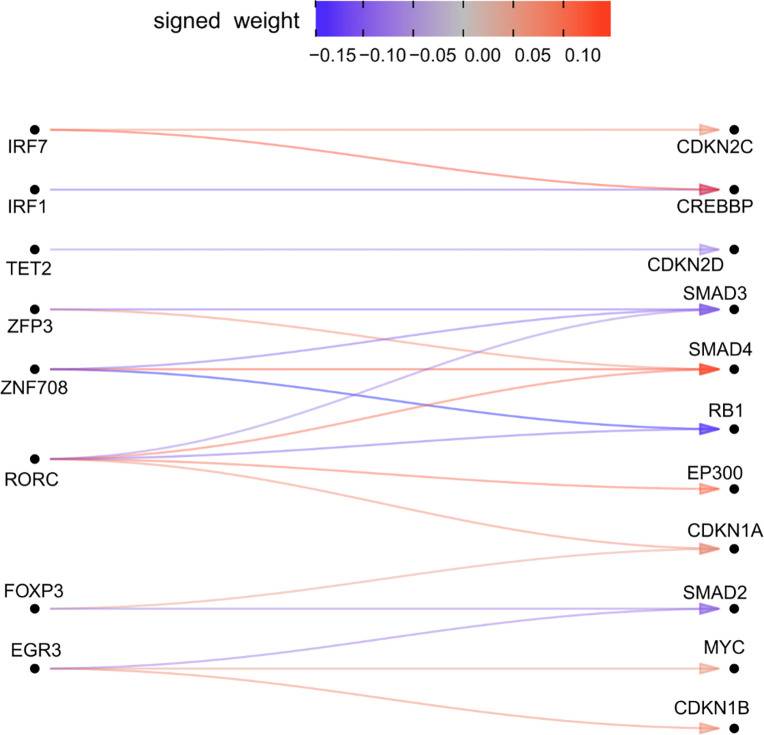 signed weight
−0.15 −0.10 −0.05 0.00 0.05 0.10
IRF7 CDKN2C
IRF1 CREBBP
TET2 CDKN2D
SMAD3
ZFP3
SMAD4
ZNF708
RB1
RORC EP300
CDKN1A
FOXP3 SMAD2
EGR3 MYC
CDKN1B